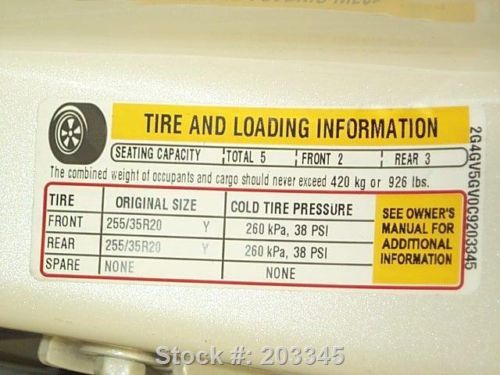 TIRE AND LOADING INFORMATION
SEATING CAPACITY TOTAL 5 FRONT 2 REAR 3
The combined weight of occupants and cargo should never exceed 420 kg or 926 lbs.
TIRE ORIGINAL SIZE COLD TIRE PRESSURE
FRONT 255/35R20 Y 260 kPa, 38 PSI
REAR 255/35R20 Y 260 kPa, 38 PSI
SPARE NONE NONE
SEE OWNER'S
MANUAL FOR
ADDITIONAL
INFORMATION
2G4GV5GV0C9203345
Stock #: 203345